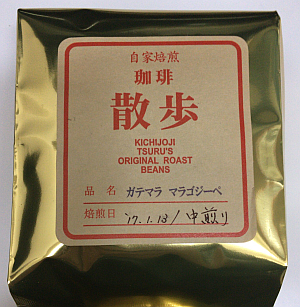 自家焙煎
珈琲
散歩
KICHIJOJI
TSURU'S
ORIGINAL ROAST
BEANS
品名 ガテマラ マラゴジーペ
焙煎日 '17.1.18/中煎り